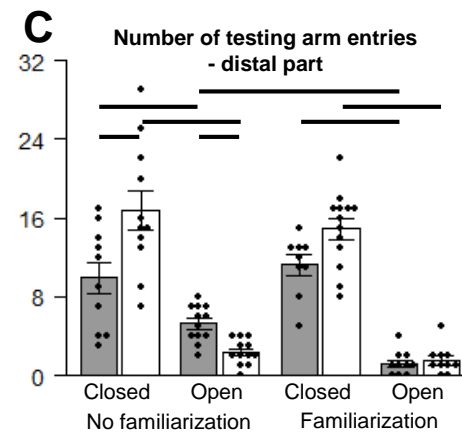 C
Number of testing arm entries
- distal part
32
24
16
8
0
Closed Open Closed Open
No familiarization Familiarization